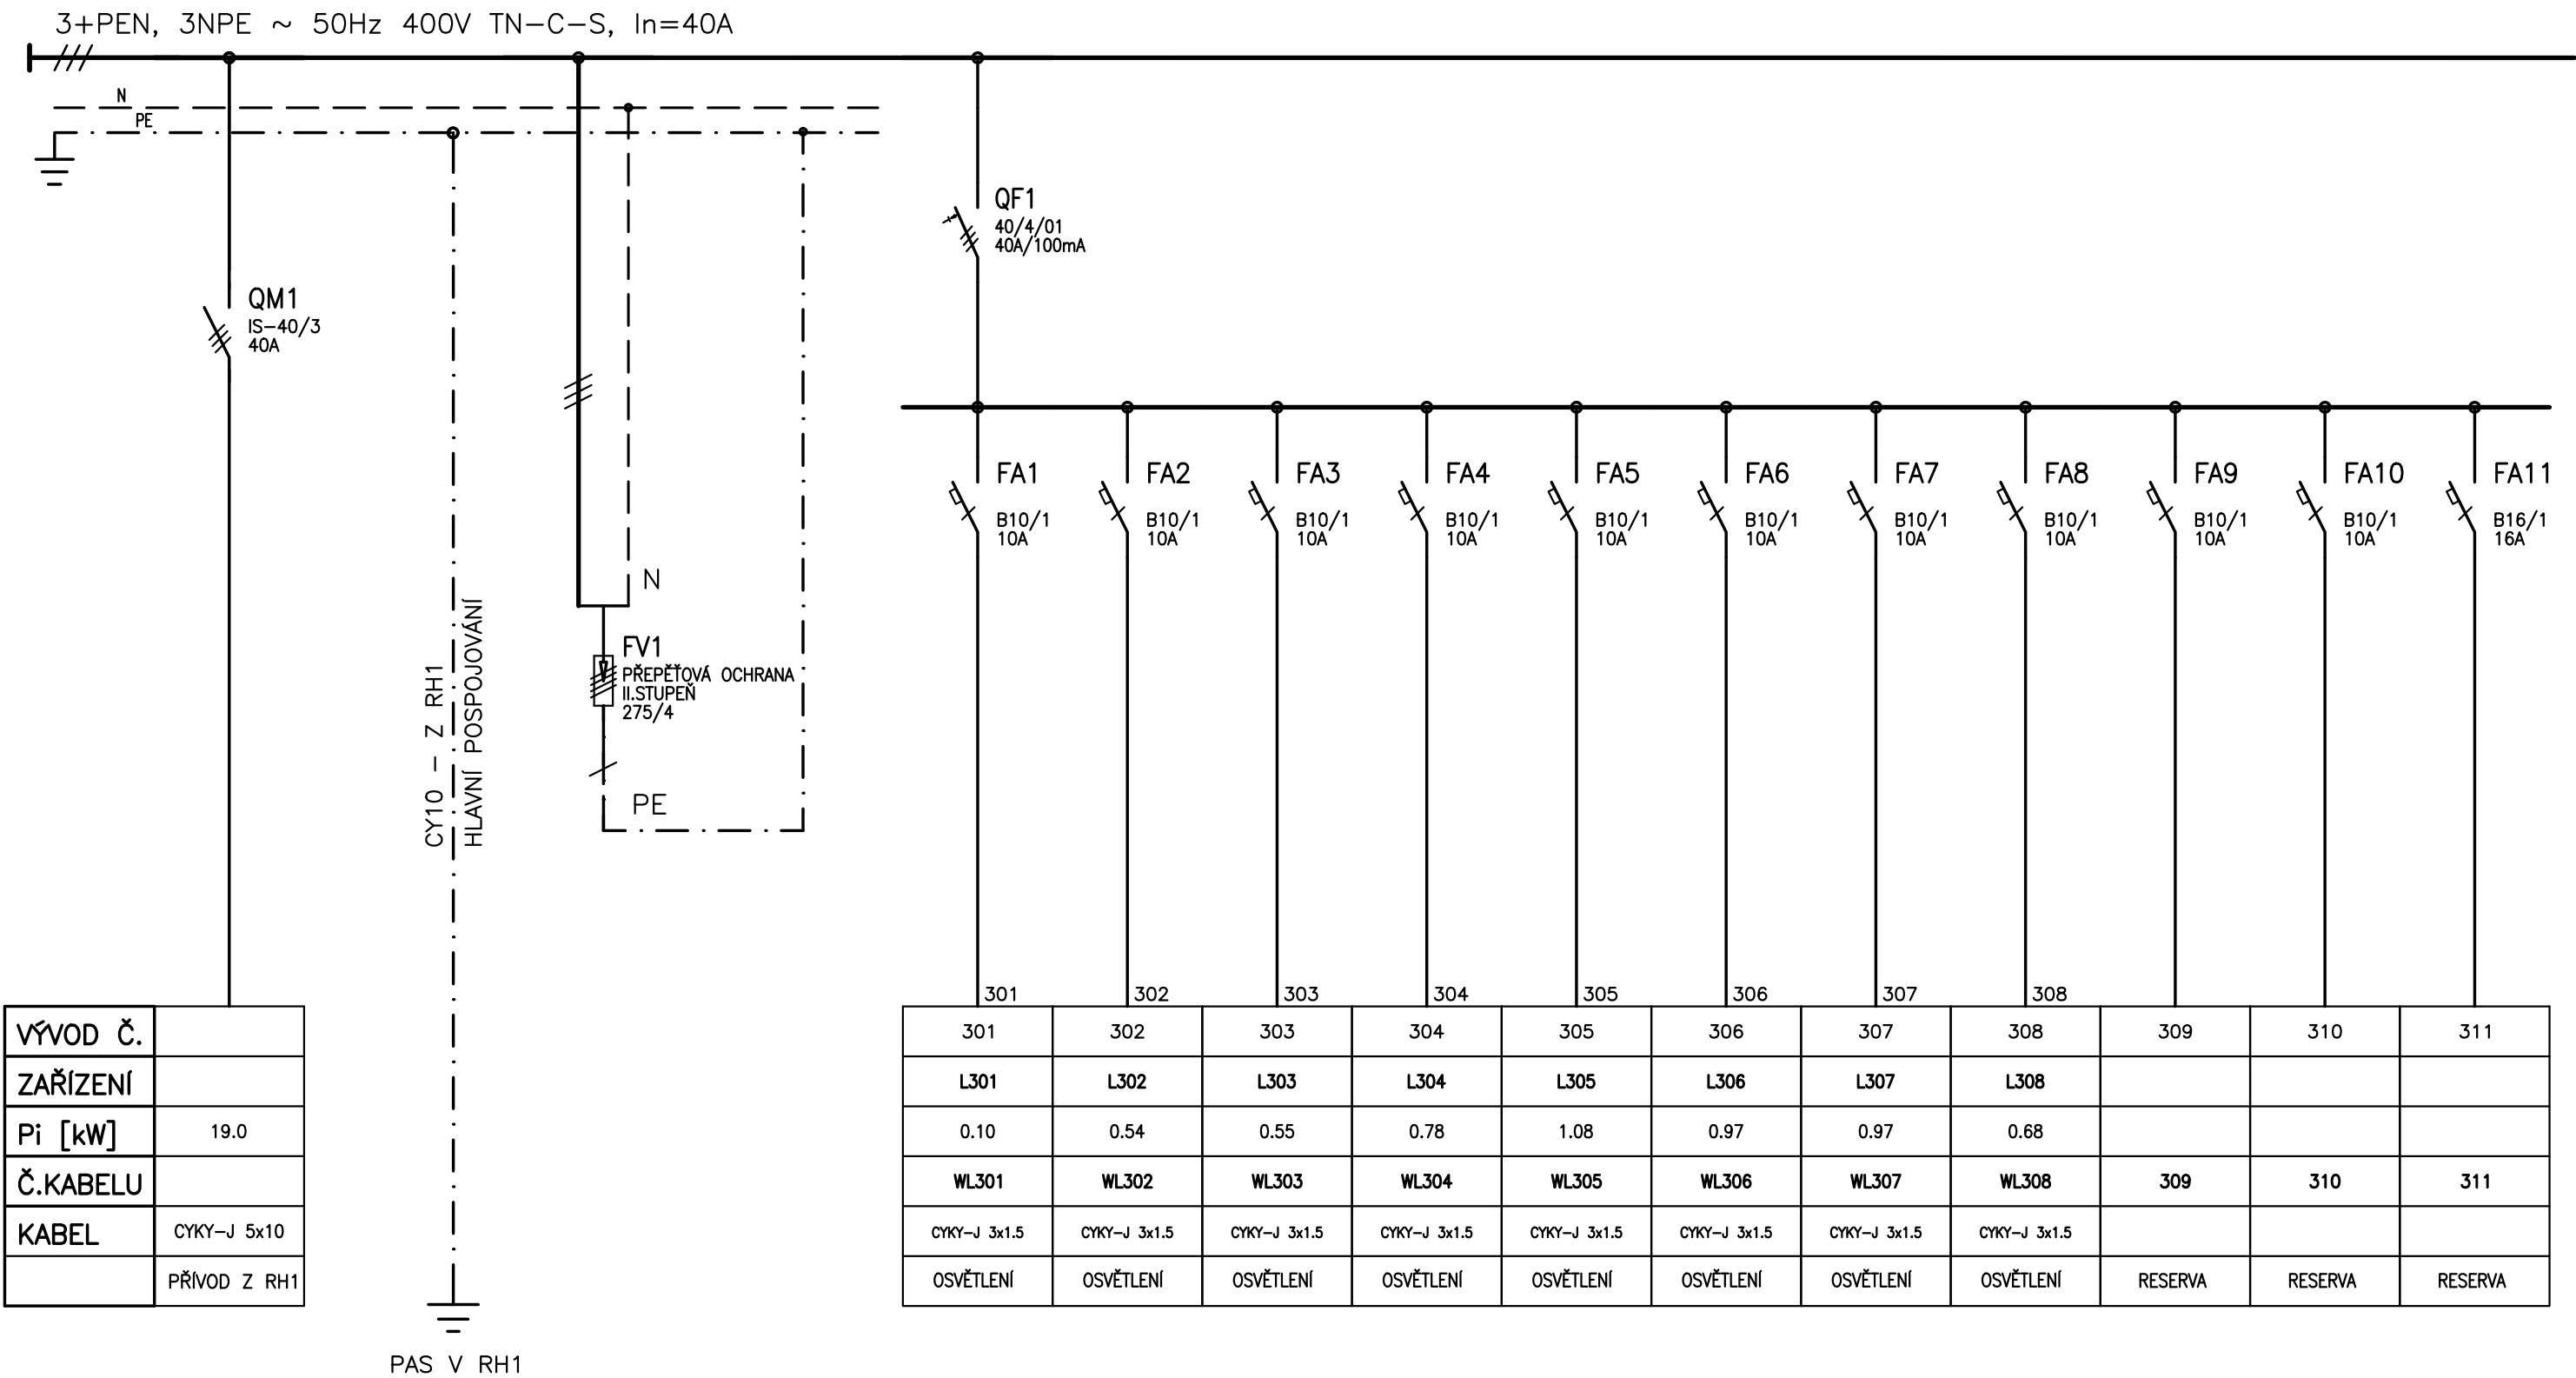 3+PEN, 3NPE ~ 50Hz 400V TN-C-S, In=40A
N
PE
QM1
IS-40/3
40A
CY10 - Z RH1
HLAVNÍ POSPOJOVÁNÍ
PAS V RH1
N
FV1
PŘEPĚŤOVÁ OCHRANA
II.STUPEŇ
275/4
PE
QF1
40/4/01
40A/100mA
FA1
B10/1
10A
FA2
B10/1
10A
FA3
B10/1
10A
FA4
B10/1
10A
FA5
B10/1
10A
FA6
B10/1
10A
FA7
B10/1
10A
FA8
B10/1
10A
FA9
B10/1
10A
FA10
B10/1
10A
FA11
B16/1
16A
301 302 303 304 305 306 307 308
VÝVOD Č. 301 302 303 304 305 306 307 308 309 310 311
ZAŘÍZENÍ L301 L302 L303 L304 L305 L306 L307 L308
Pi [kW] 19.0 0.10 0.54 0.55 0.78 1.08 0.97 0.97 0.68
Č.KABELU WL301 WL302 WL303 WL304 WL305 WL306 WL307 WL308 309 310 311
KABEL CYKY-J 5x10 CYKY-J 3x1.5 CYKY-J 3x1.5 CYKY-J 3x1.5 CYKY-J 3x1.5 CYKY-J 3x1.5 CYKY-J 3x1.5 CYKY-J 3x1.5 CYKY-J 3x1.5
PŘÍVOD Z RH1 OSVĚTLENÍ OSVĚTLENÍ OSVĚTLENÍ OSVĚTLENÍ OSVĚTLENÍ OSVĚTLENÍ OSVĚTLENÍ OSVĚTLENÍ RESERVA RESERVA RESERVA